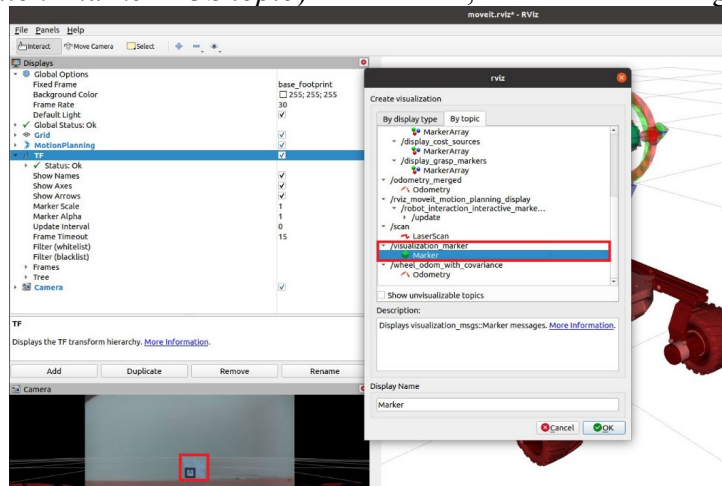 moveit.rviz* - RViz
File Panels Help
Interact Move Camera Select
Displays
Global Options
Fixed Frame base_footprint
Background Color 255; 255; 255
Frame Rate 30
Default Light
Global Status: Ok
Grid
MotionPlanning
TF
Status: Ok
Show Names
Show Axes
Show Arrows
Marker Scale 1
Marker Alpha 1
Update Interval 0
Frame Timeout 15
Filter (whitelist)
Filter (blacklist)
Frames
Tree
Camera
TF
Displays the TF transform hierarchy. More Information.
Add Duplicate Remove Rename
Camera
rviz
Create visualization
By display type By topic
MarkerArray
/display_cost_sources
MarkerArray
/display_grasp_markers
MarkerArray
/odometry_merged
Odometry
/rviz_moveit_motion_planning_display
/robot_interaction_interactive_marke...
/update
/scan
LaserScan
/visualization_marker
Marker
/wheel_odom_with_covariance
Odometry
Show unvisualizable topics
Description:
Displays visualization_msgs::Marker messages. More Information.
Display Name
Marker
Cancel OK